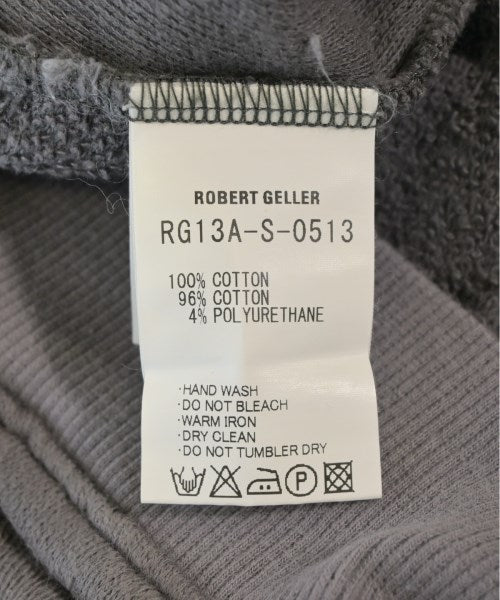 ROBERT GELLER
RG13A-S-0513
100% COTTON
96% COTTON
4% POLYURETHANE
·HAND WASH
·DO NOT BLEACH
·WARM IRON
·DRY CLEAN
·DO NOT TUMBLER DRY
P